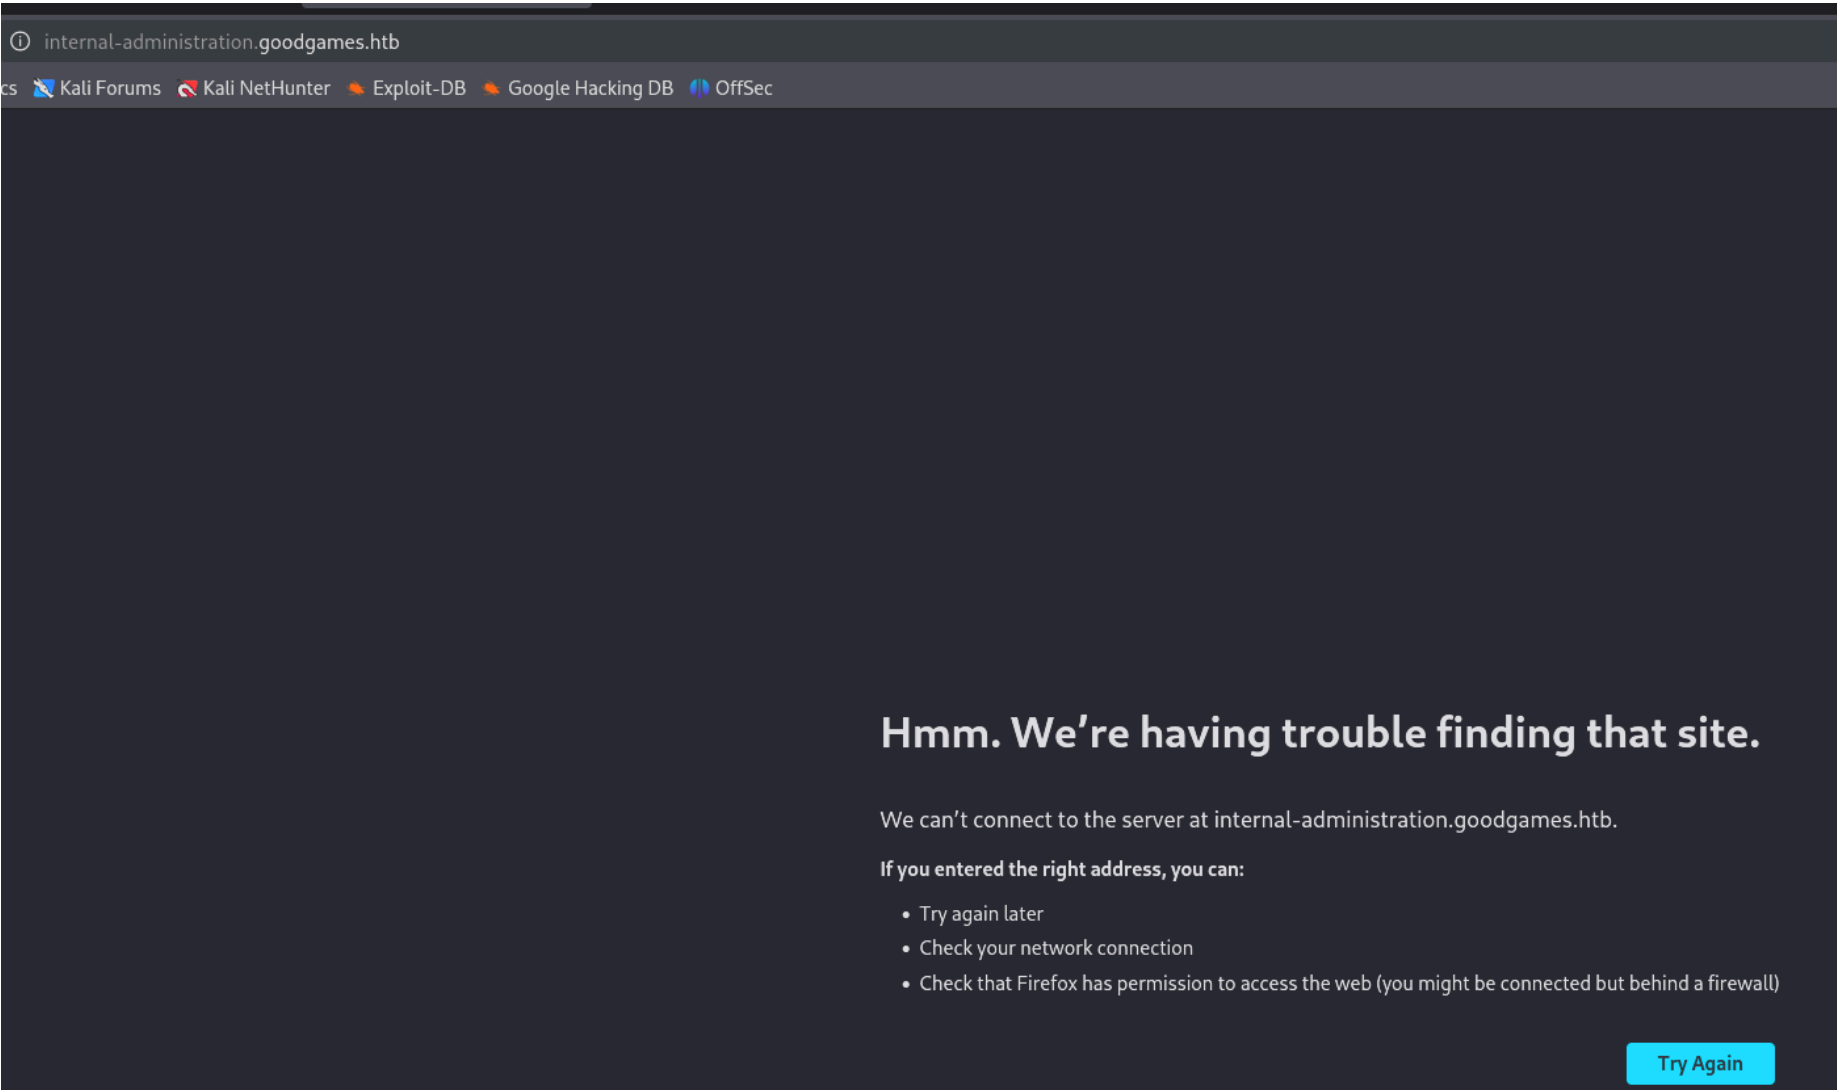 internal-administration.goodgames.htb
cs Kali Forums Kali NetHunter Exploit-DB Google Hacking DB OffSec
Hmm. We’re having trouble finding that site.
We can’t connect to the server at internal-administration.goodgames.htb.
If you entered the right address, you can:
• Try again later
• Check your network connection
• Check that Firefox has permission to access the web (you might be connected but behind a firewall)
Try Again